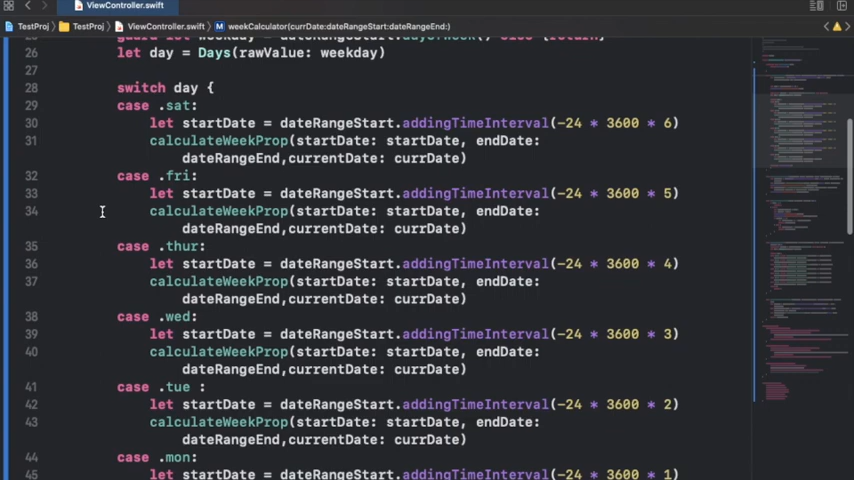 ViewController.swift
TestProj
TestProj
ViewController.swift
M weekCalculator(currDate:dateRangeStart:dateRangeEnd:)
26 let day = Days(rawValue: weekday)
27
28 switch day {
29 case .sat:
30 let startDate = dateRangeStart.addingTimeInterval(-24 * 3600 * 6)
31 calculateWeekProp(startDate: startDate, endDate:
dateRangeEnd,currentDate: currDate)
32 case .fri:
33 let startDate = dateRangeStart.addingTimeInterval(-24 * 3600 * 5)
34 calculateWeekProp(startDate: startDate, endDate:
dateRangeEnd,currentDate: currDate)
35 case .thur:
36 let startDate = dateRangeStart.addingTimeInterval(-24 * 3600 * 4)
37 calculateWeekProp(startDate: startDate, endDate:
dateRangeEnd,currentDate: currDate)
38 case .wed:
39 let startDate = dateRangeStart.addingTimeInterval(-24 * 3600 * 3)
40 calculateWeekProp(startDate: startDate, endDate:
dateRangeEnd,currentDate: currDate)
41 case .tue :
42 let startDate = dateRangeStart.addingTimeInterval(-24 * 3600 * 2)
43 calculateWeekProp(startDate: startDate, endDate:
dateRangeEnd,currentDate: currDate)
44 case .mon:
45 let startDate = dateRangeStart.addingTimeInterval(-24 * 3600 * 1)